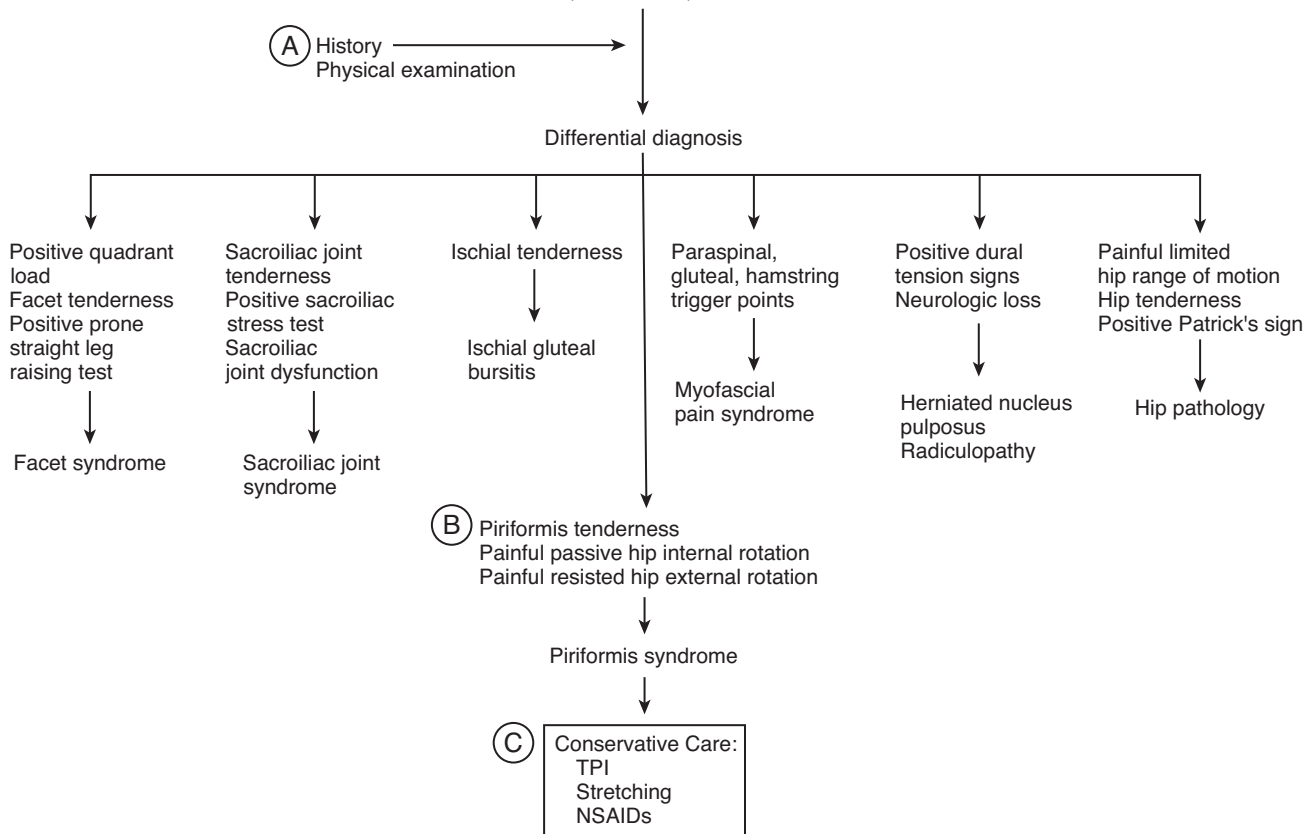 A
History
Physical examination
Differential diagnosis
Positive quadrant
load
Facet tenderness
Positive prone
straight leg
raising test
Facet syndrome
Sacroiliac joint
tenderness
Positive sacroiliac
stress test
Sacroiliac
joint dysfunction
Sacroiliac joint
syndrome
Ischial tenderness
Ischial gluteal
bursitis
Paraspinal,
gluteal, hamstring
trigger points
Myofascial
pain syndrome
Positive dural
tension signs
Neurologic loss
Herniated nucleus
pulposus
Radiculopathy
Painful limited
hip range of motion
Hip tenderness
Positive Patrick's sign
Hip pathology
B
Piriformis tenderness
Painful passive hip internal rotation
Painful resisted hip external rotation
Piriformis syndrome
C
Conservative Care:
TPI
Stretching
NSAIDs